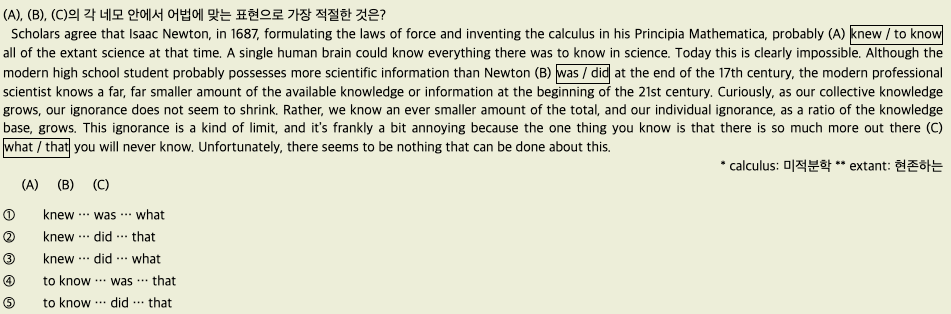 (A), (B), (C)의 각 네모 안에서 어법에 맞는 표현으로 가장 적절한 것은?
Scholars agree that Isaac Newton, in 1687, formulating the laws of force and inventing the calculus in his Principia Mathematica, probably (A) knew / to know
all of the extant science at that time. A single human brain could know everything there was to know in science. Today this is clearly impossible. Although the
modern high school student probably possesses more scientific information than Newton (B) was / did at the end of the 17th century, the modern professional
scientist knows a far, far smaller amount of the available knowledge or information at the beginning of the 21st century. Curiously, as our collective knowledge
grows, our ignorance does not seem to shrink. Rather, we know an ever smaller amount of the total, and our individual ignorance, as a ratio of the knowledge
base, grows. This ignorance is a kind of limit, and it's frankly a bit annoying because the one thing you know is that there is so much more out there (C)
what / that you will never know. Unfortunately, there seems to be nothing that can be done about this.
* calculus: 미적분학 ** extant: 현존하는
(A) (B) (C)
① knew ··· was ··· what
② knew ··· did ··· that
③ knew ··· did ··· what
④ to know ··· was ··· that
⑤ to know ··· did ··· that